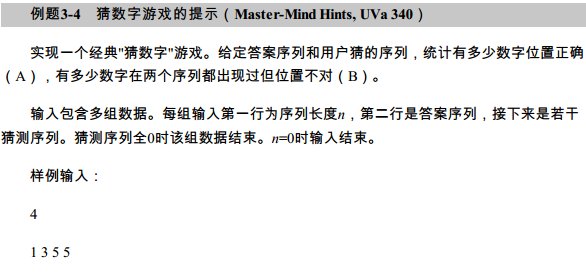 例题3-4 猜数字游戏的提示（Master-Mind Hints, UVa 340）
实现一个经典"猜数字"游戏。给定答案序列和用户猜的序列，统计有多少数字位置正确
（A），有多少数字在两个序列都出现过但位置不对（B）。
输入包含多组数据。每组输入第一行为序列长度n，第二行是答案序列，接下来是若干
猜测序列。猜测序列全0时该组数据结束。n=0时输入结束。
样例输入：
4
1 3 5 5